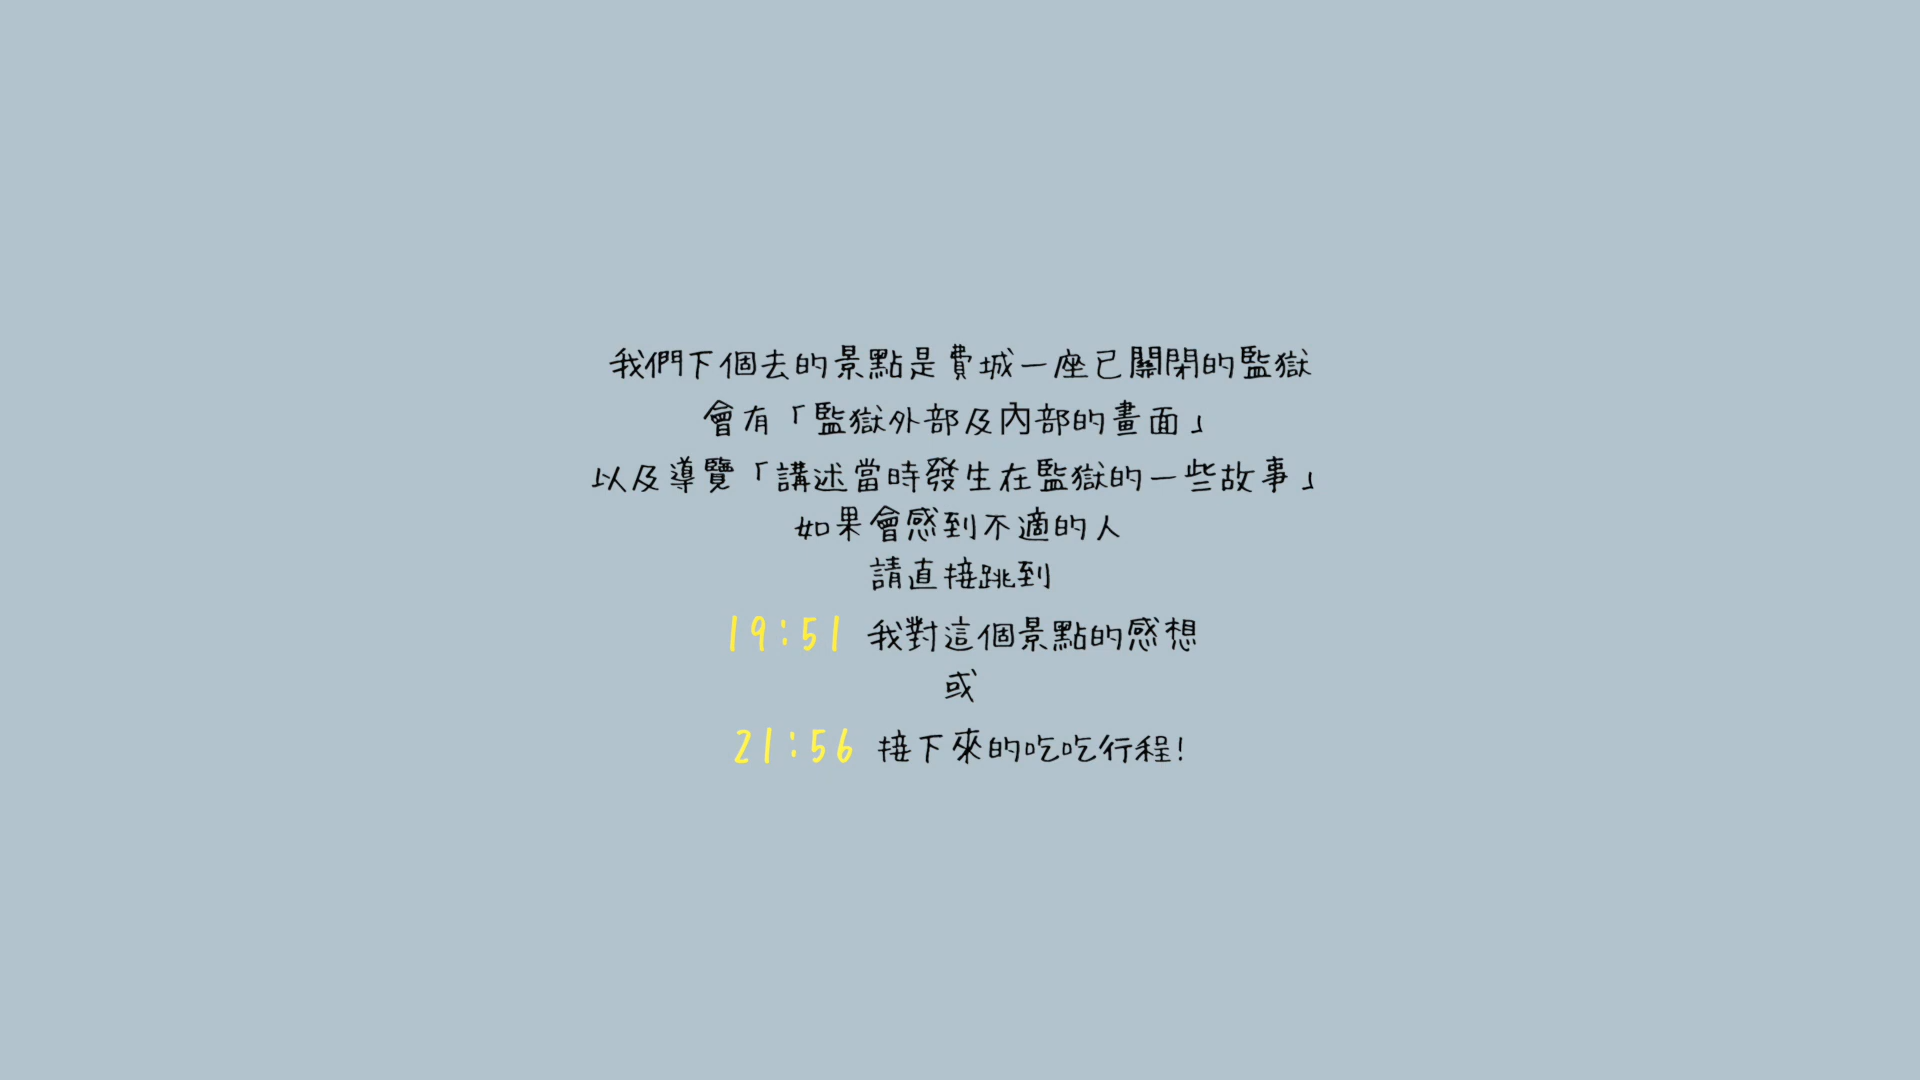 我們下個去的景點是費城一座已關閉的監獄
會有「監獄外部及內部的畫面」
以及導覽「講述當時發生在監獄的一些故事」
如果會感到不適的人
請直接跳到
19:51 我對這個景點的感想
或
21:56 接下來的吃吃行程!